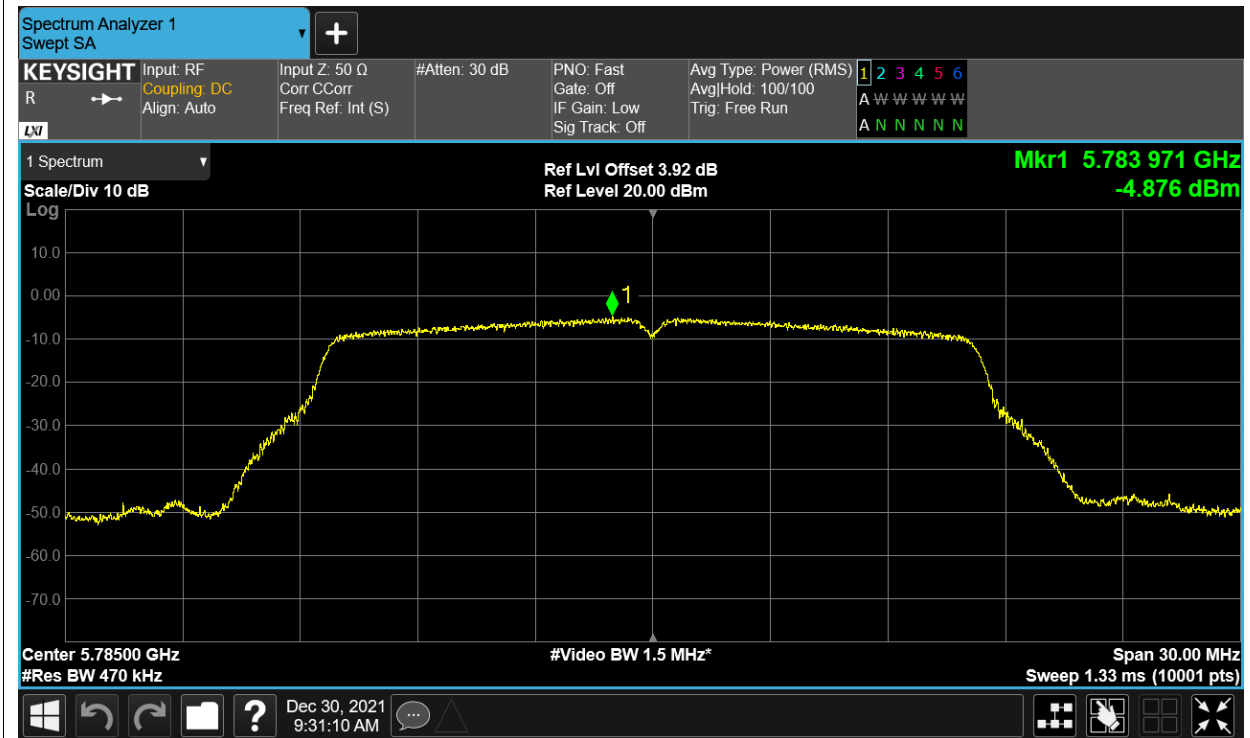 Spectrum Analyzer 1
Swept SA
+
KEYSIGHT
R
LXI
Input: RF
Coupling: DC
Align: Auto
Input Z: 50 Ω
Corr CCorr
Freq Ref: Int (S)
#Atten: 30 dB
PNO: Fast
Gate: Off
IF Gain: Low
Sig Track: Off
Avg Type: Power (RMS)
Avg|Hold: 100/100
Trig: Free Run
1 2 3 4 5 6
A W W W W W
A N N N N N
1 Spectrum
Scale/Div 10 dB
Log
Ref Lvl Offset 3.92 dB
Ref Level 20.00 dBm
Mkr1 5.783 971 GHz
-4.876 dBm
10.0
0.00
-10.0
-20.0
-30.0
-40.0
-50.0
-60.0
-70.0
1
Center 5.78500 GHz
#Res BW 470 kHz
#Video BW 1.5 MHz*
Span 30.00 MHz
Sweep 1.33 ms (10001 pts)
?
Dec 30, 2021
9:31:10 AM